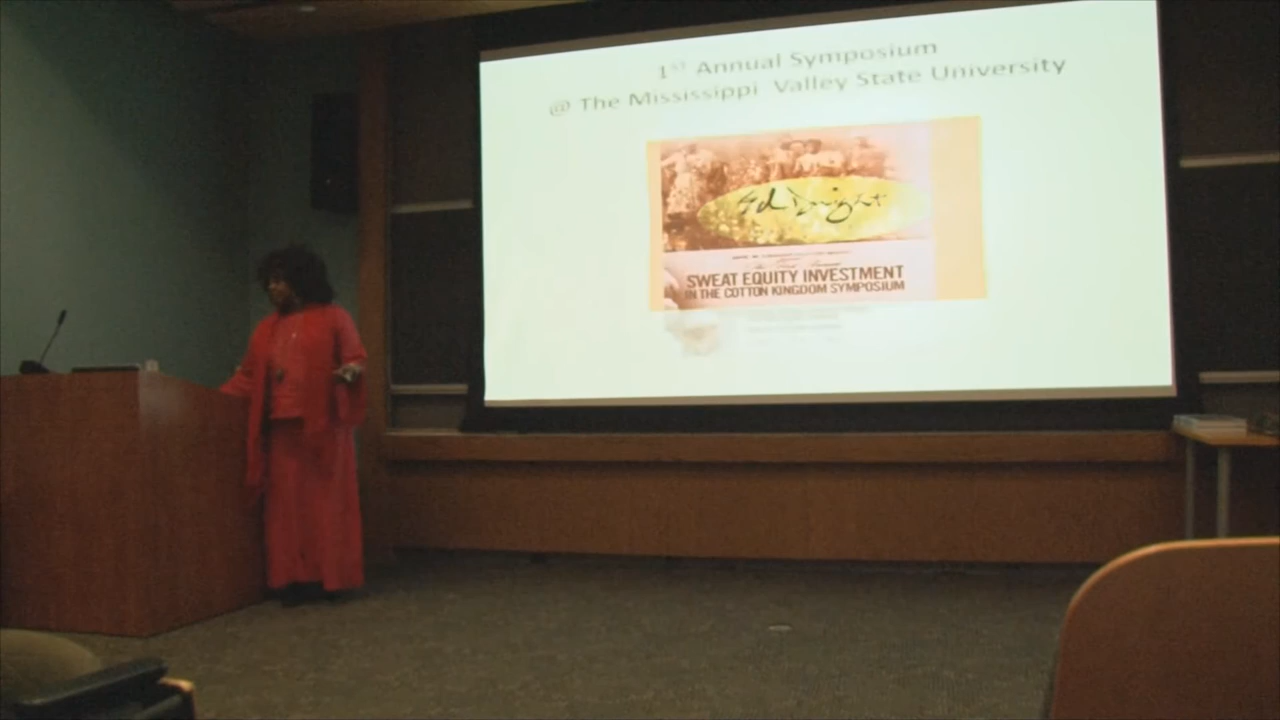 1ST Annual Symposium
@ The Mississippi Valley State University
Ed Dwight
SWEAT EQUITY INVESTMENT
IN THE COTTON KINGDOM SYMPOSIUM